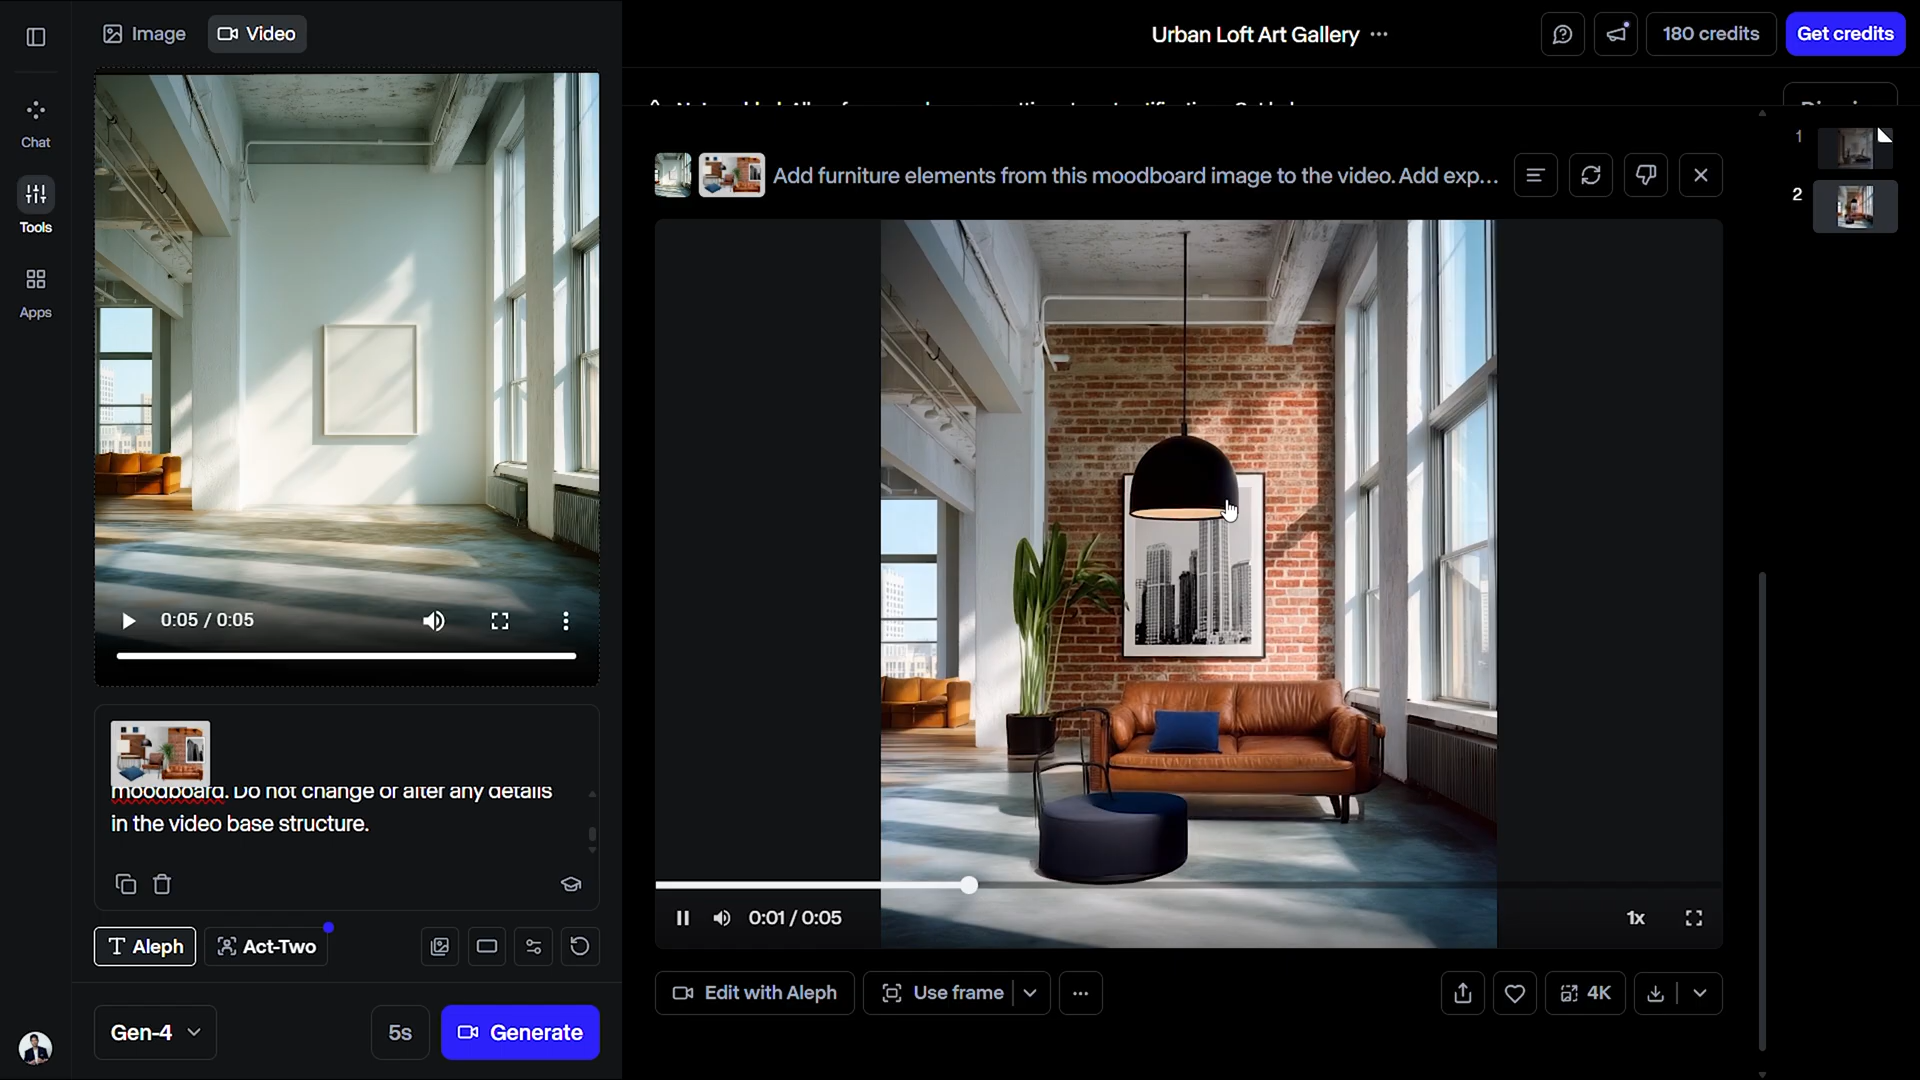 Image
Video
Urban Loft Art Gallery
180 credits
Get credits
Chat
Tools
Apps
Add furniture elements from this moodboard image to the video. Add exp...
1
2
0:05 / 0:05
moodboard. Do not change or alter any details
in the video base structure.
0:01 / 0:05
1x
Aleph
Act-Two
Edit with Aleph
Use frame
4K
Gen-4
5s
Generate